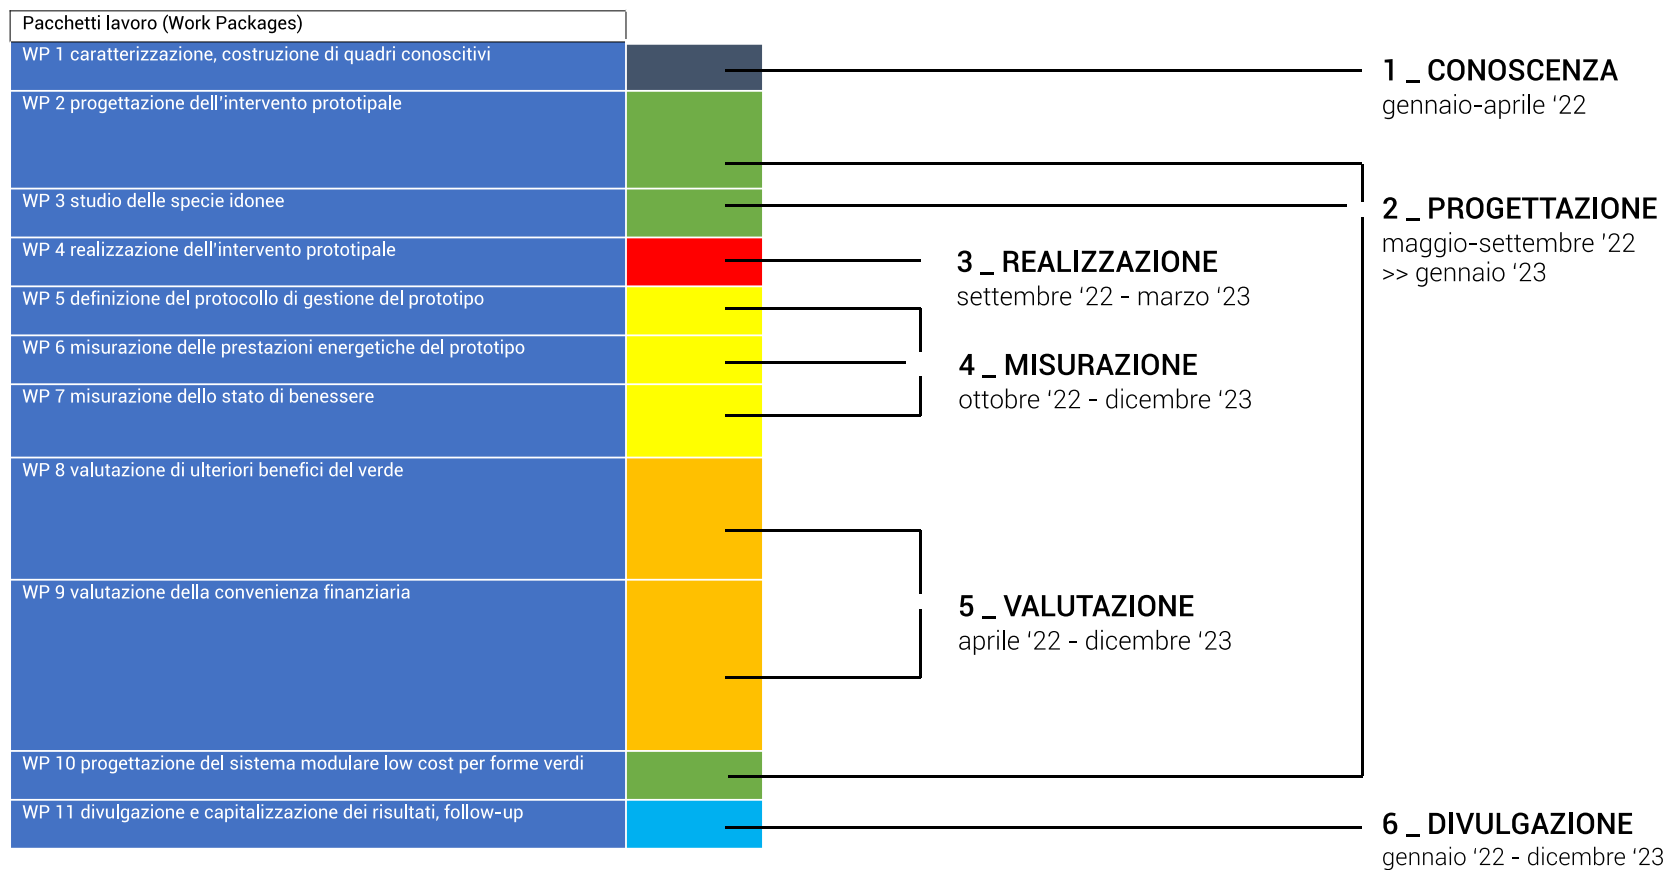 Pacchetti lavoro (Work Packages)
WP 1 caratterizzazione, costruzione di quadri conoscitivi
WP 2 progettazione dell'intervento prototipale
WP 3 studio delle specie idonee
WP 4 realizzazione dell'intervento prototipale
WP 5 definizione del protocollo di gestione del prototipo
WP 6 misurazione delle prestazioni energetiche del prototipo
WP 7 misurazione dello stato di benessere
WP 8 valutazione di ulteriori benefici del verde
WP 9 valutazione della convenienza finanziaria
WP 10 progettazione del sistema modulare low cost per forme verdi
WP 11 divulgazione e capitalizzazione dei risultati, follow-up
1 _ CONOSCENZA
gennaio-aprile ‘22
2 _ PROGETTAZIONE
maggio-settembre ‘22
>> gennaio ‘23
3 _ REALIZZAZIONE
settembre ‘22 - marzo ‘23
4 _ MISURAZIONE
ottobre ‘22 - dicembre ‘23
5 _ VALUTAZIONE
aprile ‘22 - dicembre ‘23
6 _ DIVULGAZIONE
gennaio ‘22 - dicembre ‘23